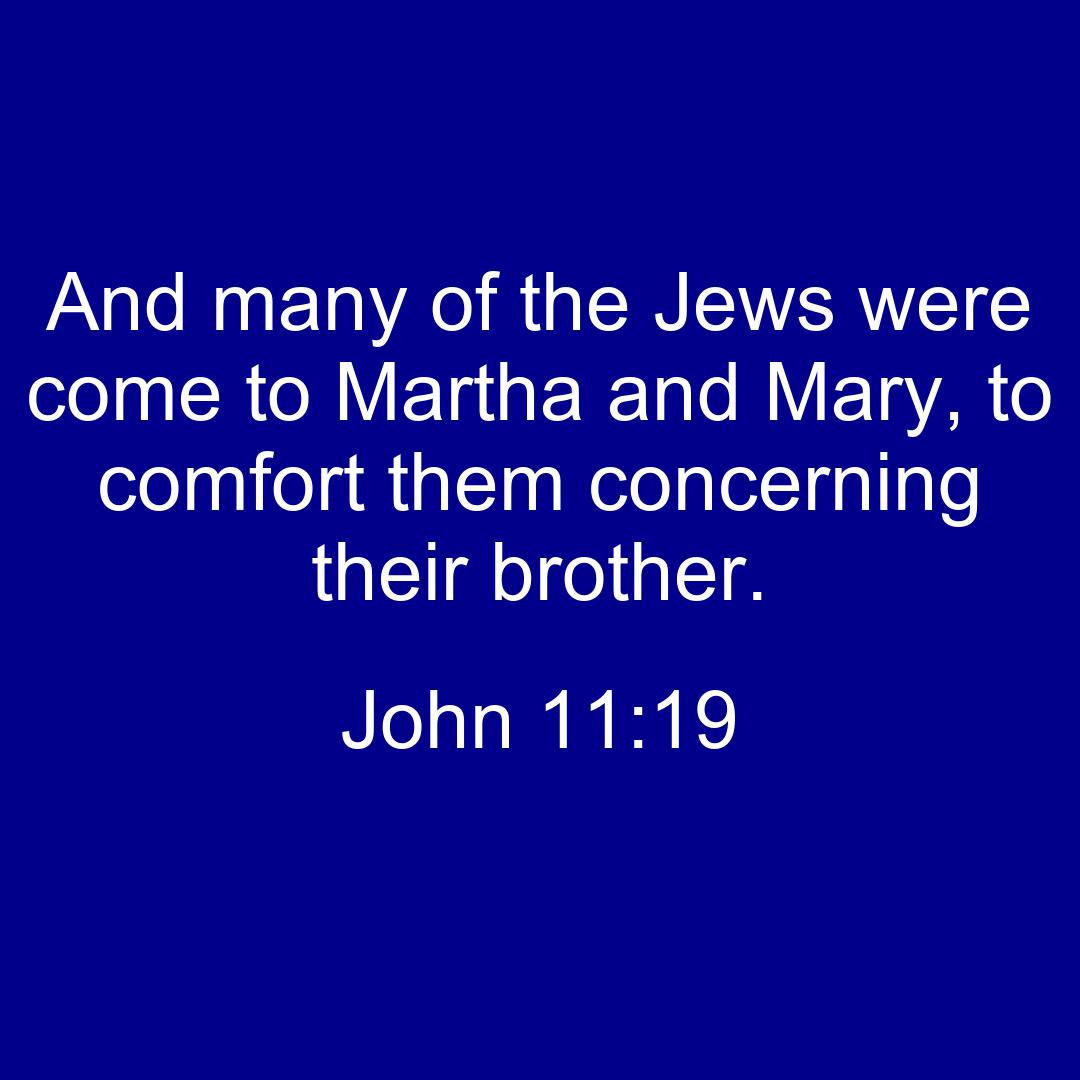 And many of the Jews were
come to Martha and Mary, to
comfort them concerning
their brother.
John 11:19